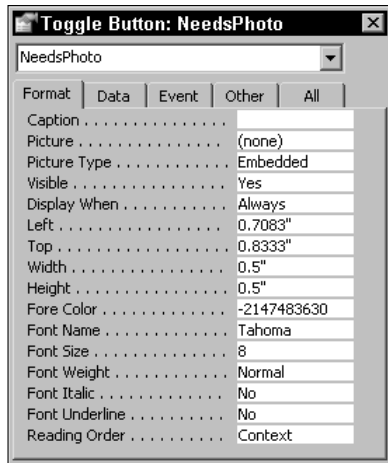 Toggle Button: NeedsPhoto
NeedsPhoto
Format Data Event Other All
Caption . . . . . . . . . . . . . . .
Picture . . . . . . . . . . . . . . . (none)
Picture Type . . . . . . . . . . . . Embedded
Visible . . . . . . . . . . . . . . . . Yes
Display When . . . . . . . . . . . Always
Left . . . . . . . . . . . . . . . . . . 0.7083"
Top . . . . . . . . . . . . . . . . . . 0.8333"
Width . . . . . . . . . . . . . . . . 0.5"
Height . . . . . . . . . . . . . . . . 0.5"
Fore Color . . . . . . . . . . . . . -2147483630
Font Name . . . . . . . . . . . . . Tahoma
Font Size . . . . . . . . . . . . . . 8
Font Weight . . . . . . . . . . . . Normal
Font Italic . . . . . . . . . . . . . No
Font Underline . . . . . . . . . . No
Reading Order . . . . . . . . . . Context